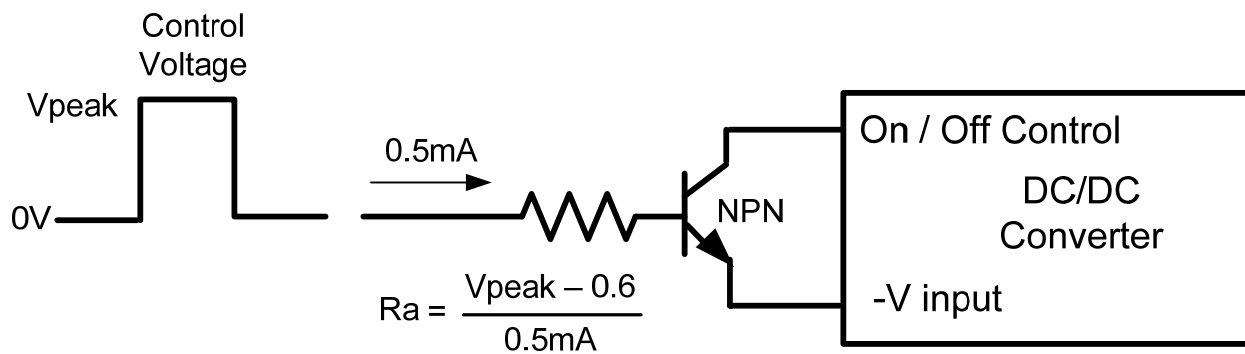 Control
Voltage
Vpeak
0V
0.5mA
Ra = Vpeak – 0.6
0.5mA
NPN
On / Off Control
DC/DC
Converter
-V input